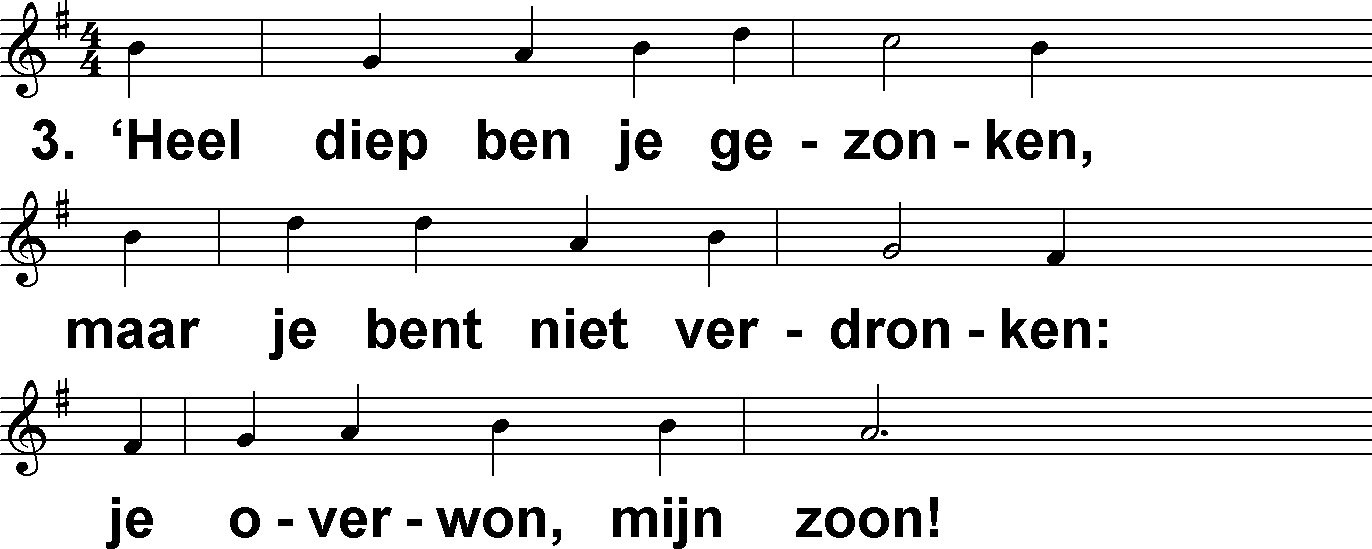 3. ‘Heel diep ben je ge - zon - ken,
maar je bent niet ver - dron - ken:
je o - ver - won, mijn zoon!